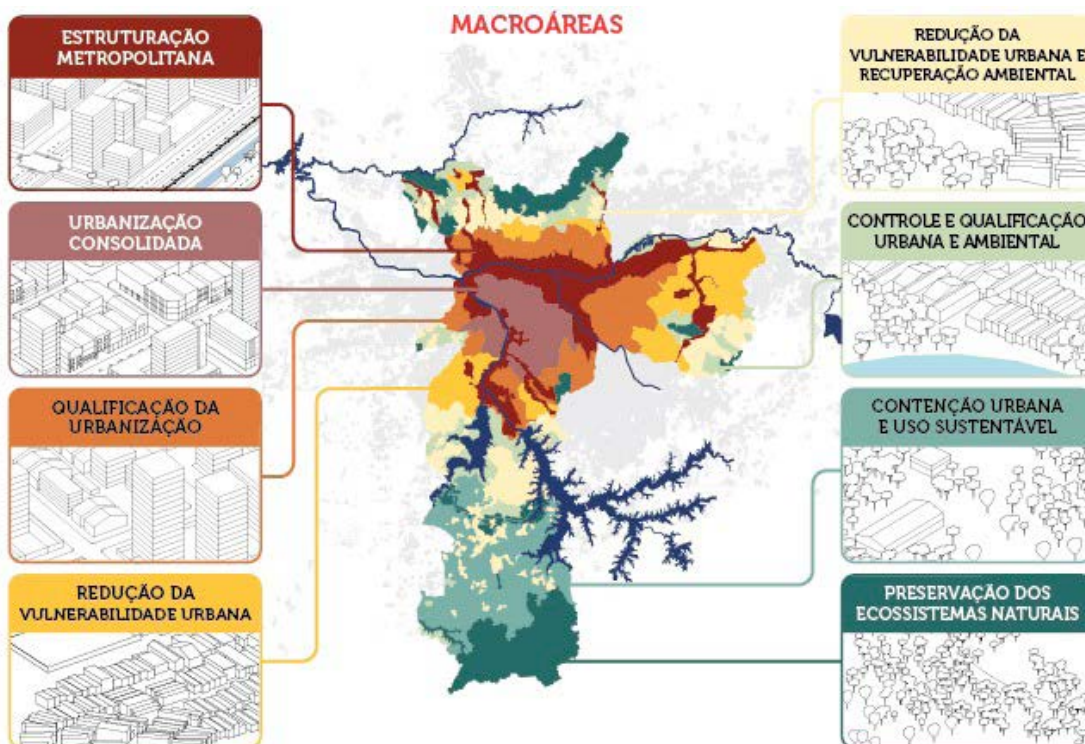 MACROÁREAS
ESTRUTURAÇÃO
METROPOLITANA
URBANIZAÇÃO
CONSOLIDADA
QUALIFICAÇÃO DA
URBANIZAÇÃO
REDUÇÃO DA
VULNERABILIDADE URBANA
REDUÇÃO DA
VULNERABILIDADE URBANA E
RECUPERAÇÃO AMBIENTAL
CONTROLE E QUALIFICAÇÃO
URBANA E AMBIENTAL
CONTENÇÃO URBANA
E USO SUSTENTÁVEL
PRESERVAÇÃO DOS
ECOSSISTEMAS NATURAIS